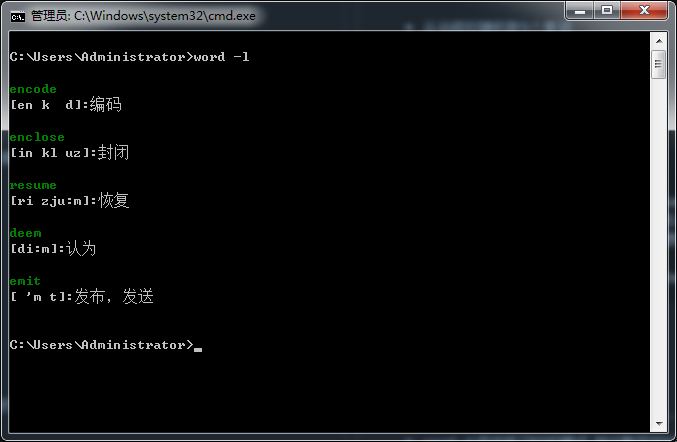 管理员: C:\Windows\system32\cmd.exe
C:\Users\Administrator>word -l
encode
[en k  d]:编码
enclose
[in kl uz]:封闭
resume
[ri zju:m]:恢复
deem
[di:m]:认为
emit
[ 'm t]:发布，发送
C:\Users\Administrator>